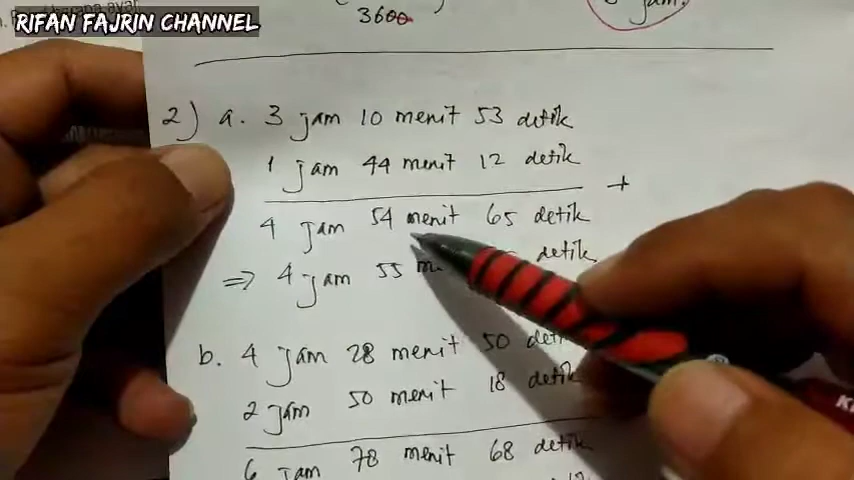 RIFAN FAJRIN CHANNEL
3600
jam.
2) a. 3 jam 10 menit 53 detik
1 jam 44 menit 12 detik
+
4 jam 54 menit 65 detik
⇒ 4 jam 55 detik
b. 4 jam 28 menit 50
2 jam 50 menit 18 detik
6 jam 78 menit 68 detik